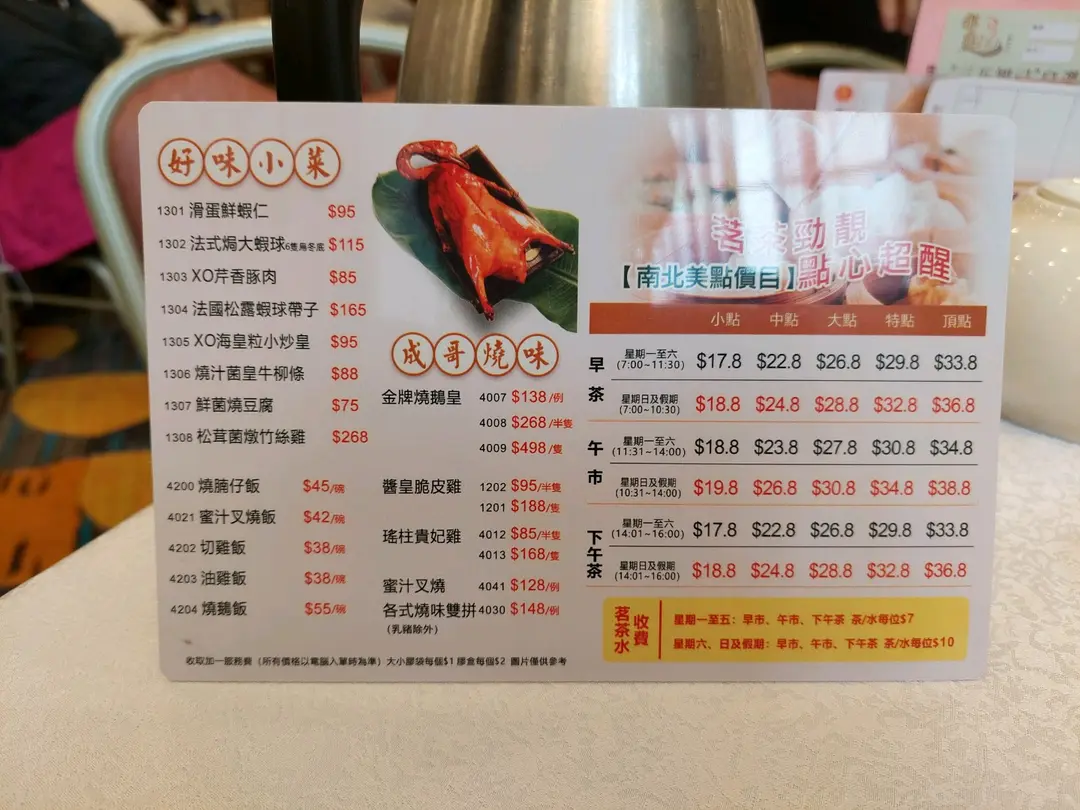 好味小菜
1301 滑蛋鮮蝦仁 $95
1302 法式焗大蝦球6隻烏冬底 $115
1303 XO芹香豚肉 $85
1304 法國松露蝦球帶子 $165
1305 XO海皇粒小炒皇 $95
1306 燒汁菌皇牛柳條 $88
1307 鮮菌燒豆腐 $75
1308 松茸菌燉竹絲雞 $268
4200 燒腩仔飯 $45/碗
4021 蜜汁叉燒飯 $42/碗
4202 切雞飯 $38/碗
4203 油雞飯 $38/碗
4204 燒鵝飯 $55/碗
成哥燒味
金牌燒鵝皇 4007 $138/例
4008 $268/半隻
4009 $498/隻
醬皇脆皮雞 1202 $95/半隻
1201 $188/隻
瑤柱貴妃雞 4012 $85/半隻
4013 $168/隻
蜜汁叉燒 4041 $128/例
各式燒味雙拼 4030 $148/例
(乳豬除外)
茗茶勁靚
點心超醒
【南北美點價目】
小點 中點 大點 特點 頂點
早茶
星期一至六
(7:00~11:30) $17.8 $22.8 $26.8 $29.8 $33.8
星期日及假期
(7:00~10:30) $18.8 $24.8 $28.8 $32.8 $36.8
午市
星期一至六
(11:31~14:00) $18.8 $23.8 $27.8 $30.8 $34.8
星期日及假期
(10:31~14:00) $19.8 $26.8 $30.8 $34.8 $38.8
下午茶
星期一至六
(14:01~16:00) $17.8 $22.8 $26.8 $29.8 $33.8
星期日及假期
(14:01~16:00) $18.8 $24.8 $28.8 $32.8 $36.8
茗茶水收費
星期一至五：早市、午市、下午茶 茶/水每位$7
星期六、日及假期：早市、午市、下午茶 茶/水每位$10
收取加一服務費（所有價格以電腦入單時為準）大小膠袋每個$1 膠盒每個$2 圖片僅供參考